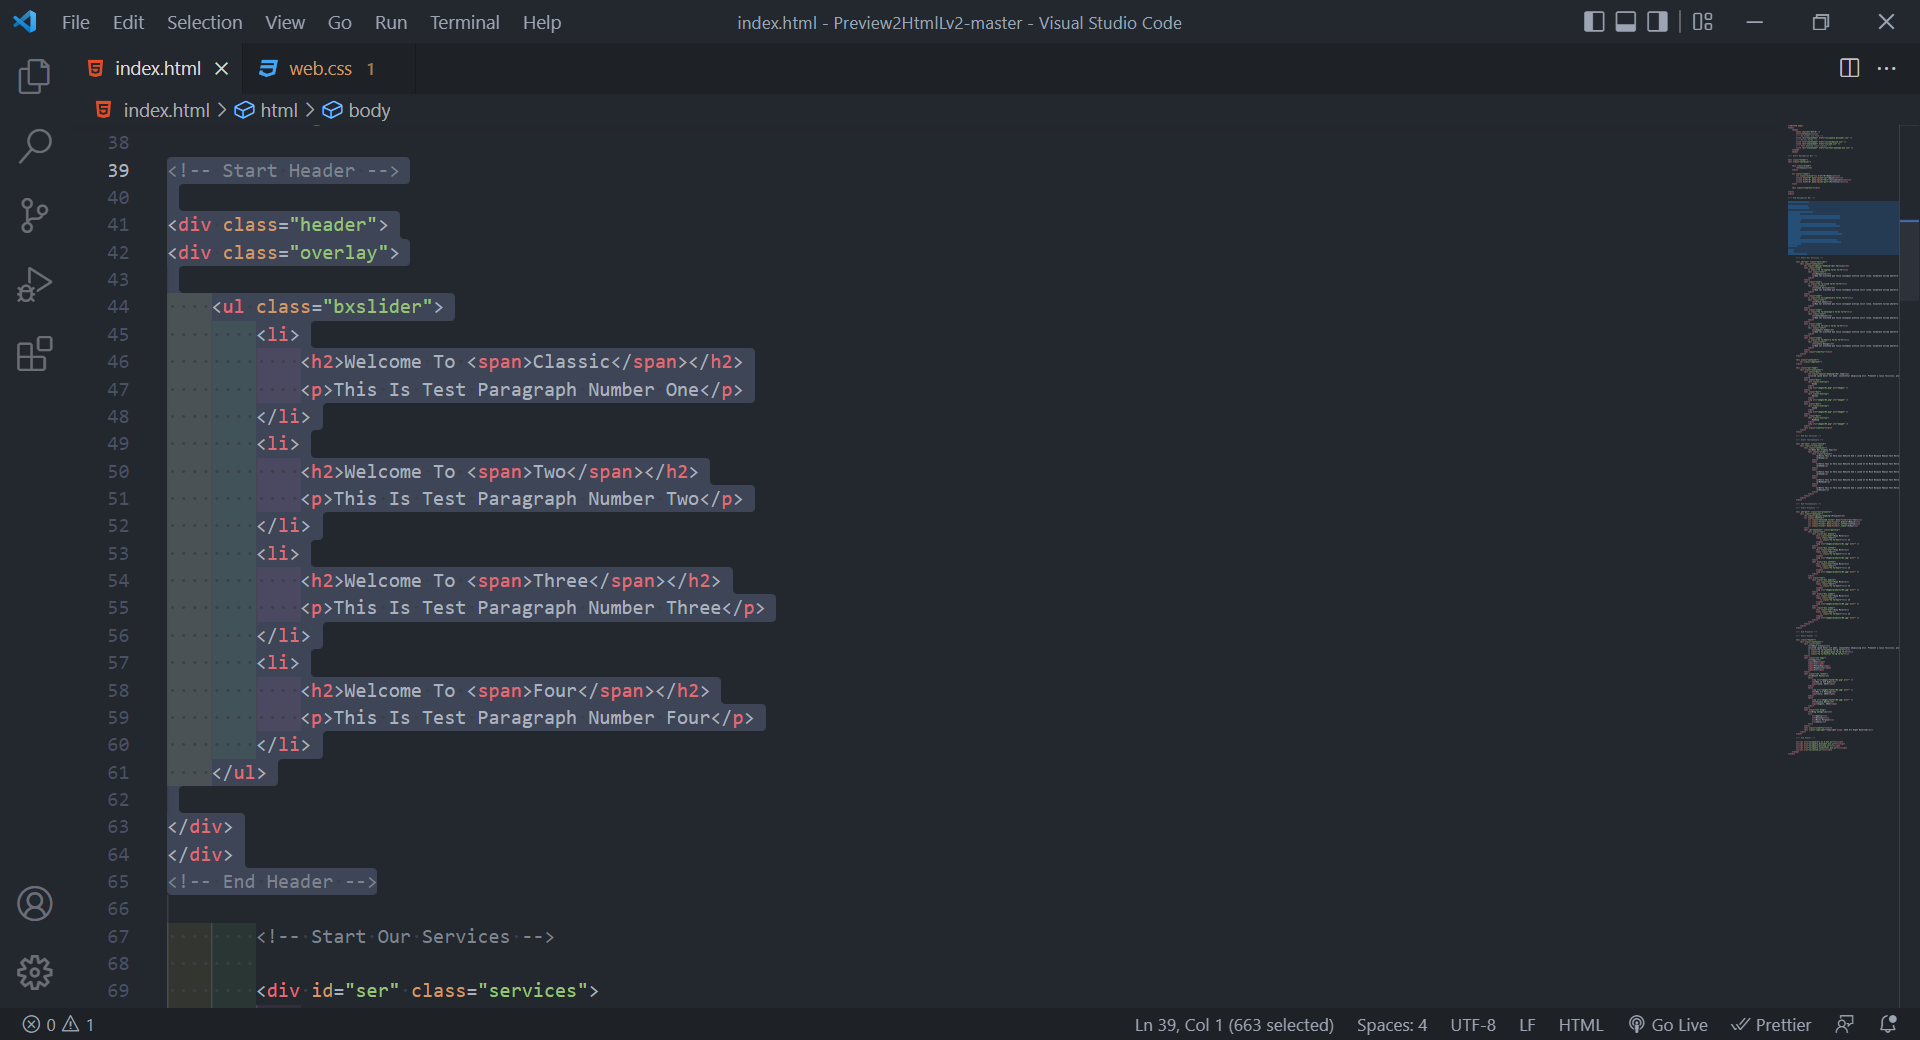 File Edit Selection View Go Run Terminal Help
index.html - Preview2HtmlLv2-master - Visual Studio Code
index.html
web.css 1
index.html > html > body
38
39 <!-- Start Header -->
40
41 <div class="header">
42 <div class="overlay">
43
44 <ul class="bxslider">
45 <li>
46 <h2>Welcome To <span>Classic</span></h2>
47 <p>This Is Test Paragraph Number One</p>
48 </li>
49 <li>
50 <h2>Welcome To <span>Two</span></h2>
51 <p>This Is Test Paragraph Number Two</p>
52 </li>
53 <li>
54 <h2>Welcome To <span>Three</span></h2>
55 <p>This Is Test Paragraph Number Three</p>
56 </li>
57 <li>
58 <h2>Welcome To <span>Four</span></h2>
59 <p>This Is Test Paragraph Number Four</p>
60 </li>
61 </ul>
62
63 </div>
64 </div>
65 <!-- End Header -->
66
67 <!-- Start Our Services -->
68
69 <div id="ser" class="services">
0 1
Ln 39, Col 1 (663 selected) Spaces: 4 UTF-8 LF HTML Go Live Prettier